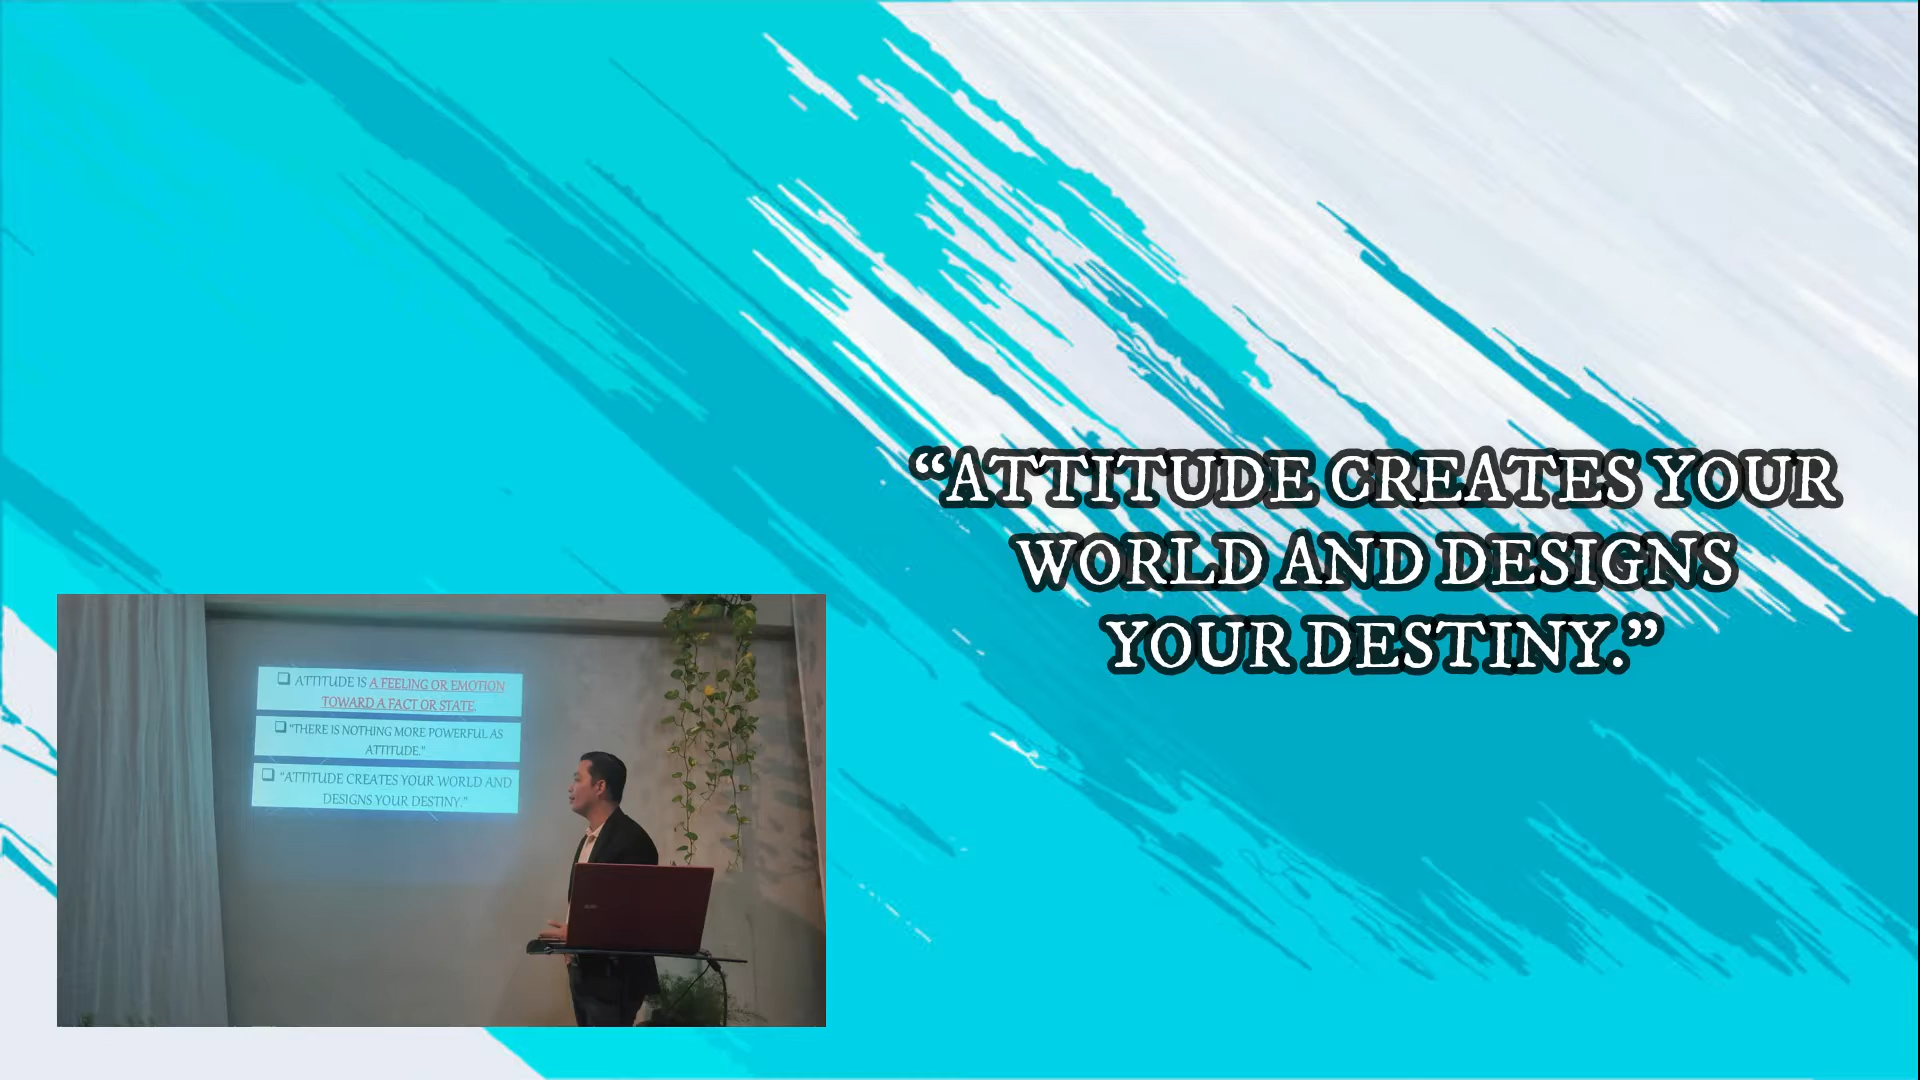 “ATTITUDE CREATES YOUR
WORLD AND DESIGNS
YOUR DESTINY.”
❑ ATTITUDE IS A FEELING OR EMOTION
TOWARD A FACT OR STATE.
❑ "THERE IS NOTHING MORE POWERFUL AS
ATTITUDE."
❑ "ATTITUDE CREATES YOUR WORLD AND
DESIGNS YOUR DESTINY."